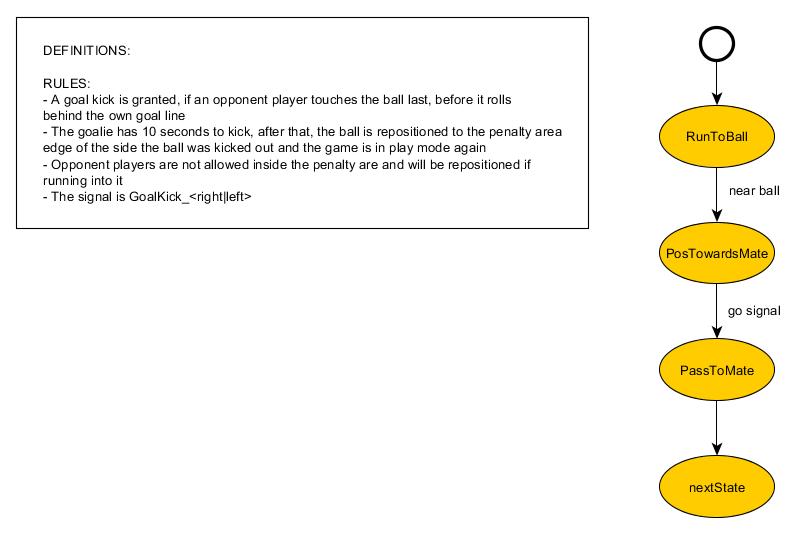 DEFINITIONS:
RULES:
- A goal kick is granted, if an opponent player touches the ball last, before it rolls
behind the own goal line
- The goalie has 10 seconds to kick, after that, the ball is repositioned to the penalty area
edge of the side the ball was kicked out and the game is in play mode again
- Opponent players are not allowed inside the penalty are and will be repositioned if
running into it
- The signal is GoalKick_<right|left>
RunToBall
near ball
PosTowardsMate
go signal
PassToMate
nextState